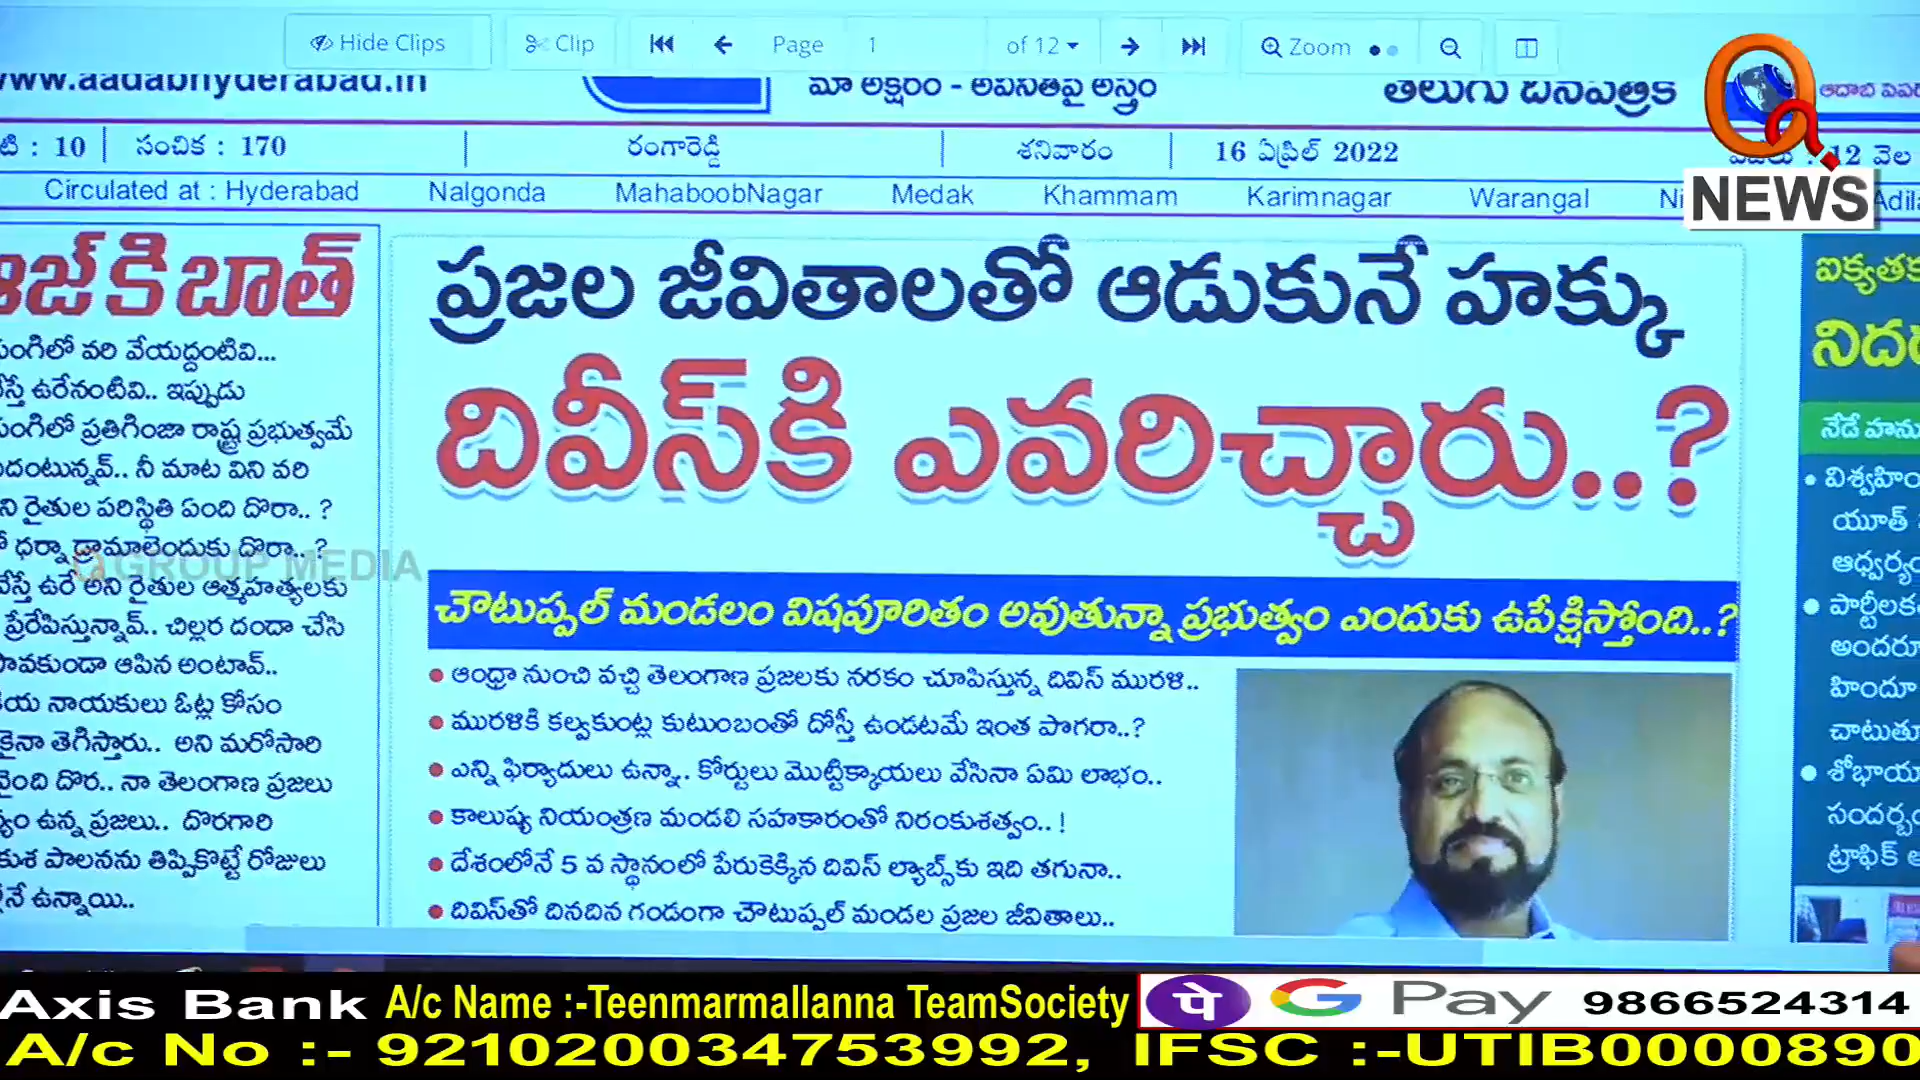 Hide Clips Clip Page 1 of 12 Zoom
www.aadabhyderabad.in మా అక్షరం - అవినీతిపై అస్త్రం తెలుగు దినపత్రిక
NEWS
10 సంచిక : 170 రంగారెడ్డి శనివారం 16 ఏప్రిల్ 2022 12 వెల
Circulated at : Hyderabad Nalgonda MahaboobNagar Medak Khammam Karimnagar Warangal
ప్రజల జీవితాలతో ఆడుకునే హక్కు
దివీస్‌కి ఎవరిచ్చారు..?
చౌటుప్పల్ మండలం విషపూరితం అవుతున్నా ప్రభుత్వం ఎందుకు ఉపేక్షిస్తోంది..?
• ఆంధ్రా నుంచి వచ్చి తెలంగాణ ప్రజలకు నరకం చూపిస్తున్న దివిస్ మురళి..
• మురళికి కల్వకుంట్ల కుటుంబంతో దోస్తీ ఉండటమే ఇంత పొగరా..?
• ఎన్ని ఫిర్యాదులు ఉన్నా.. కోర్టులు మొట్టిక్కాయలు వేసినా ఏమి లాభం..
• కాలుష్య నియంత్రణ మండలి సహకారంతో నిరంకుశత్వం..!
• దేశంలోనే 5 వ స్థానంలో పేరుకెక్కిన దివిస్ ల్యాబ్స్‌కు ఇది తగునా..
• దివిస్‌తో దినదిన గండంగా చౌటుప్పల్ మండల ప్రజల జీవితాలు..
కి బాత్
వరి వేయద్దంటివి...
ఉరేనంటివి.. ఇప్పుడు
ప్రతిగింజా రాష్ట్ర ప్రభుత్వమే
నీ మాట విని వరి
రైతుల పరిస్థితి ఏంది దొరా.. ?
ధర్నా డ్రామాలెందుకు దొరా.. ?
GROUP MEDIA
ఉరే అని రైతుల ఆత్మహత్యలకు
ప్రేరేపిస్తున్నావ్.. చిల్లర దందా చేసి
ఆపిన అంటావ్..
నాయకులు ఓట్ల కోసం
తెగిస్తారు.. అని మరోసారి
దొర.. నా తెలంగాణ ప్రజలు
ఉన్న ప్రజలు.. దొరగారి
పాలనను తిప్పికొట్టే రోజులు
ఉన్నాయి..
నేడే
యూత్
హిందూ
ట్రాఫిక్
Axis Bank A/c Name :-Teenmarmallanna TeamSociety पे G Pay 9866524314
A/c No :- 921020034753992, IFSC :-UTIB0000890